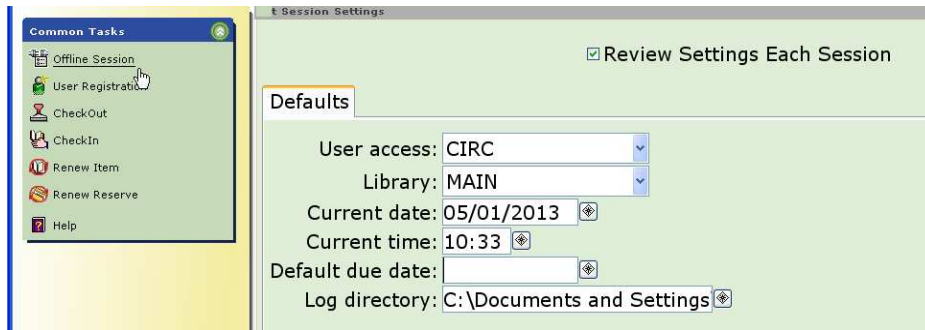 t Session Settings
Common Tasks
Offline Session
User Registration
CheckOut
CheckIn
Renew Item
Renew Reserve
Help
Review Settings Each Session
Defaults
User access: CIRC
Library: MAIN
Current date: 05/01/2013
Current time: 10:33
Default due date:
Log directory: C:\Documents and Settings